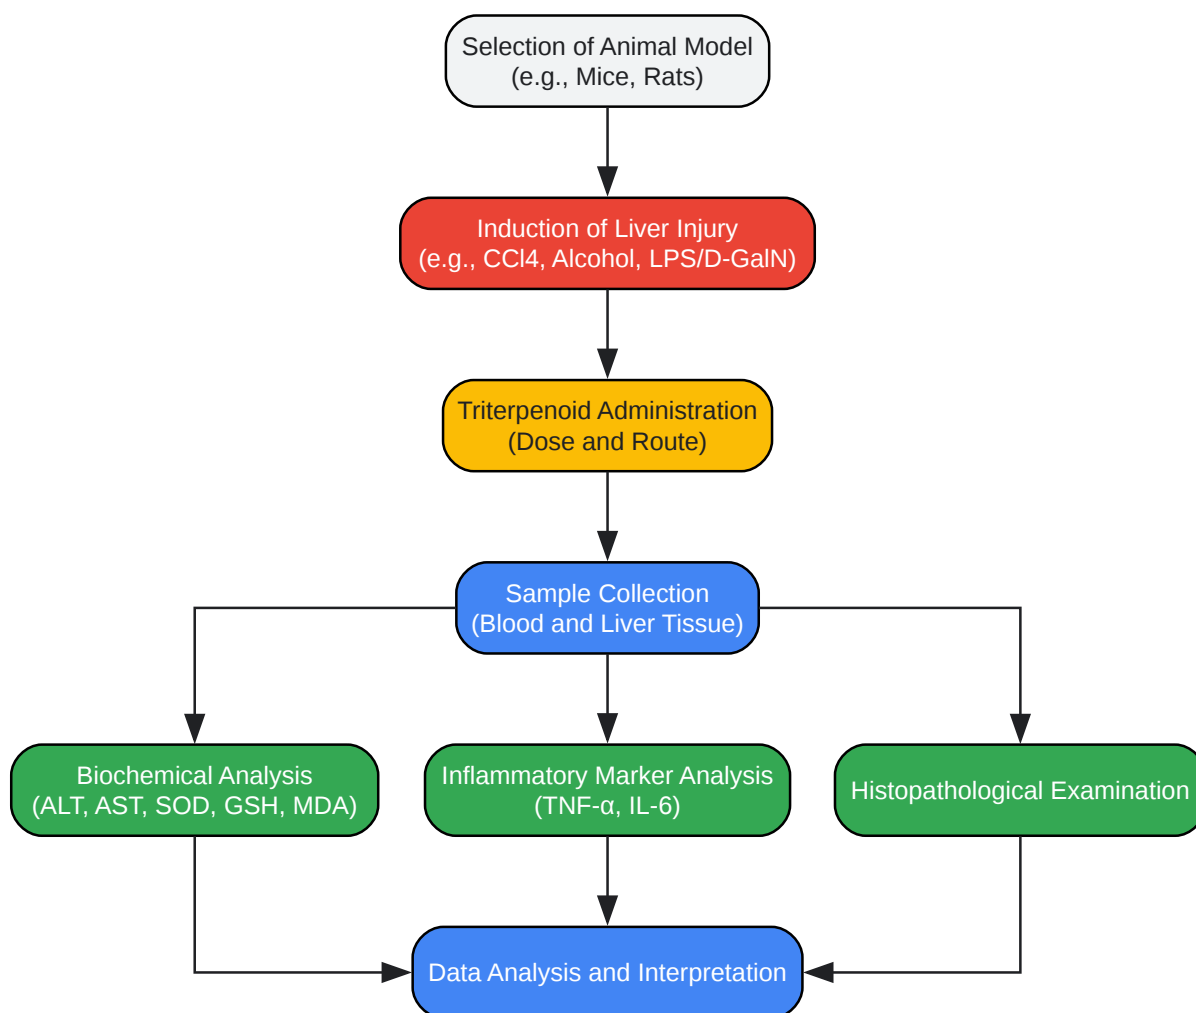 Selection of Animal Model
(e.g., Mice, Rats)
Induction of Liver Injury
(e.g., CCl4, Alcohol, LPS/D-GalN)
Triterpenoid Administration
(Dose and Route)
Sample Collection
(Blood and Liver Tissue)
Biochemical Analysis
(ALT, AST, SOD, GSH, MDA)
Inflammatory Marker Analysis
(TNF-α, IL-6)
Histopathological Examination
Data Analysis and Interpretation